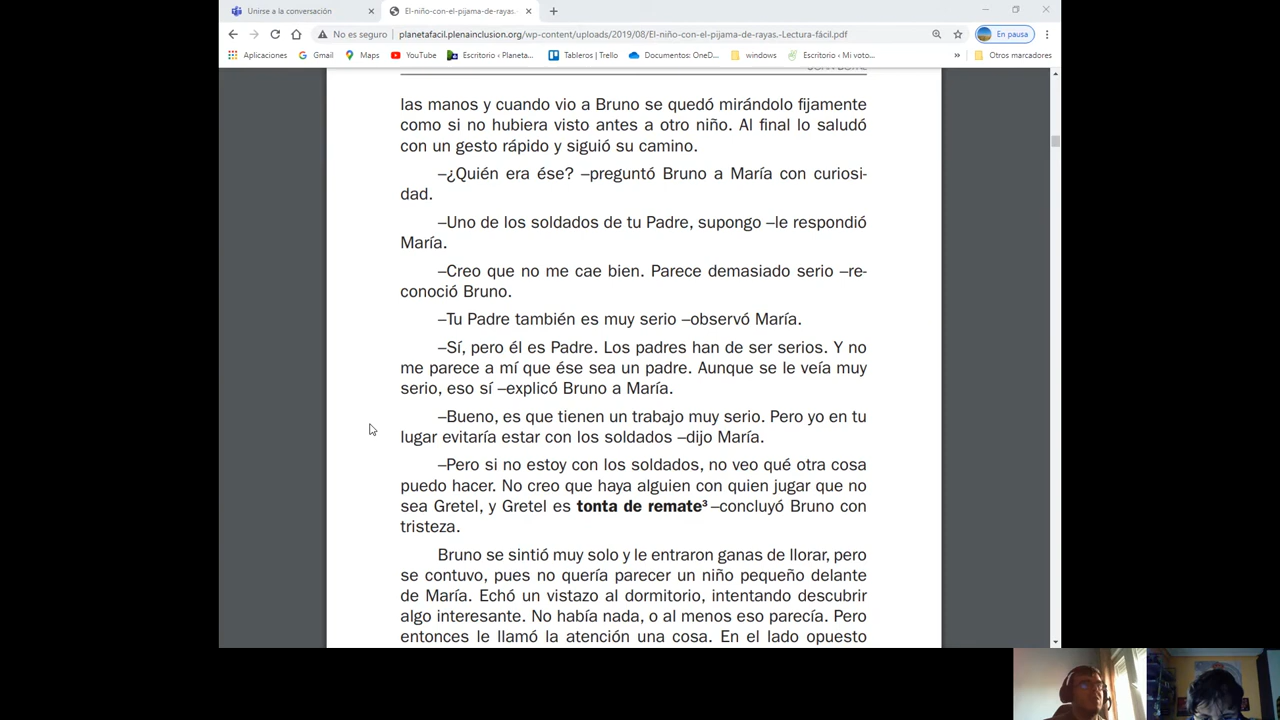 Unirse a la conversación
El-niño-con-el-pijama-de-rayas.
No es seguro
planetafacil.plenainclusion.org/wp-content/uploads/2019/08/El-niño-con-el-pijama-de-rayas.-Lectura-fácil.pdf
En pausa
Aplicaciones Gmail Maps YouTube Escritorio ‹ Planeta... Tableros | Trello Documentos: OneD... windows Escritorio ‹ Mi voto... » Otros marcadores
las manos y cuando vio a Bruno se quedó mirándolo fijamente
como si no hubiera visto antes a otro niño. Al final lo saludó
con un gesto rápido y siguió su camino.
–¿Quién era ése? –preguntó Bruno a María con curiosi-
dad.
–Uno de los soldados de tu Padre, supongo –le respondió
María.
–Creo que no me cae bien. Parece demasiado serio –re-
conoció Bruno.
–Tu Padre también es muy serio –observó María.
–Sí, pero él es Padre. Los padres han de ser serios. Y no
me parece a mí que ése sea un padre. Aunque se le veía muy
serio, eso sí –explicó Bruno a María.
–Bueno, es que tienen un trabajo muy serio. Pero yo en tu
lugar evitaría estar con los soldados –dijo María.
–Pero si no estoy con los soldados, no veo qué otra cosa
puedo hacer. No creo que haya alguien con quien jugar que no
sea Gretel, y Gretel es tonta de remate³ –concluyó Bruno con
tristeza.
Bruno se sintió muy solo y le entraron ganas de llorar, pero
se contuvo, pues no quería parecer un niño pequeño delante
de María. Echó un vistazo al dormitorio, intentando descubrir
algo interesante. No había nada, o al menos eso parecía. Pero
entonces le llamó la atención una cosa. En el lado opuesto